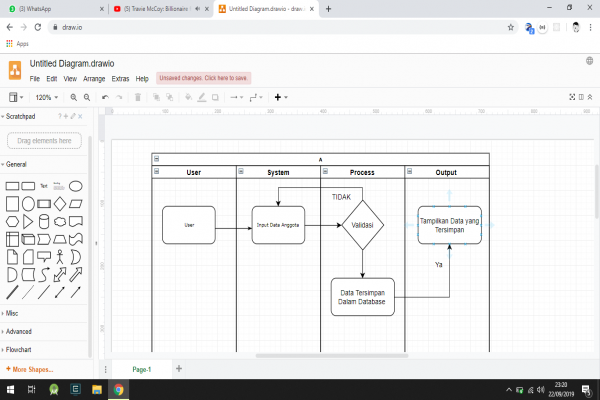 (5) WhatsApp
(5) Travie McCoy: Billionaire
Untitled Diagram.drawio - draw.i
draw.io
Apps
Untitled Diagram.drawio
File Edit View Arrange Extras Help
Unsaved changes. Click here to save.
120%
Scratchpad
Drag elements here
General
Text
Misc
Advanced
Flowchart
+ More Shapes...
A
User System Process Output
TIDAK
User
Input Data Anggota
Validasi
Tampilkan Data yang
Tersimpan
Ya
Data Tersimpan
Dalam Database
Page-1
23:20
22/09/2019